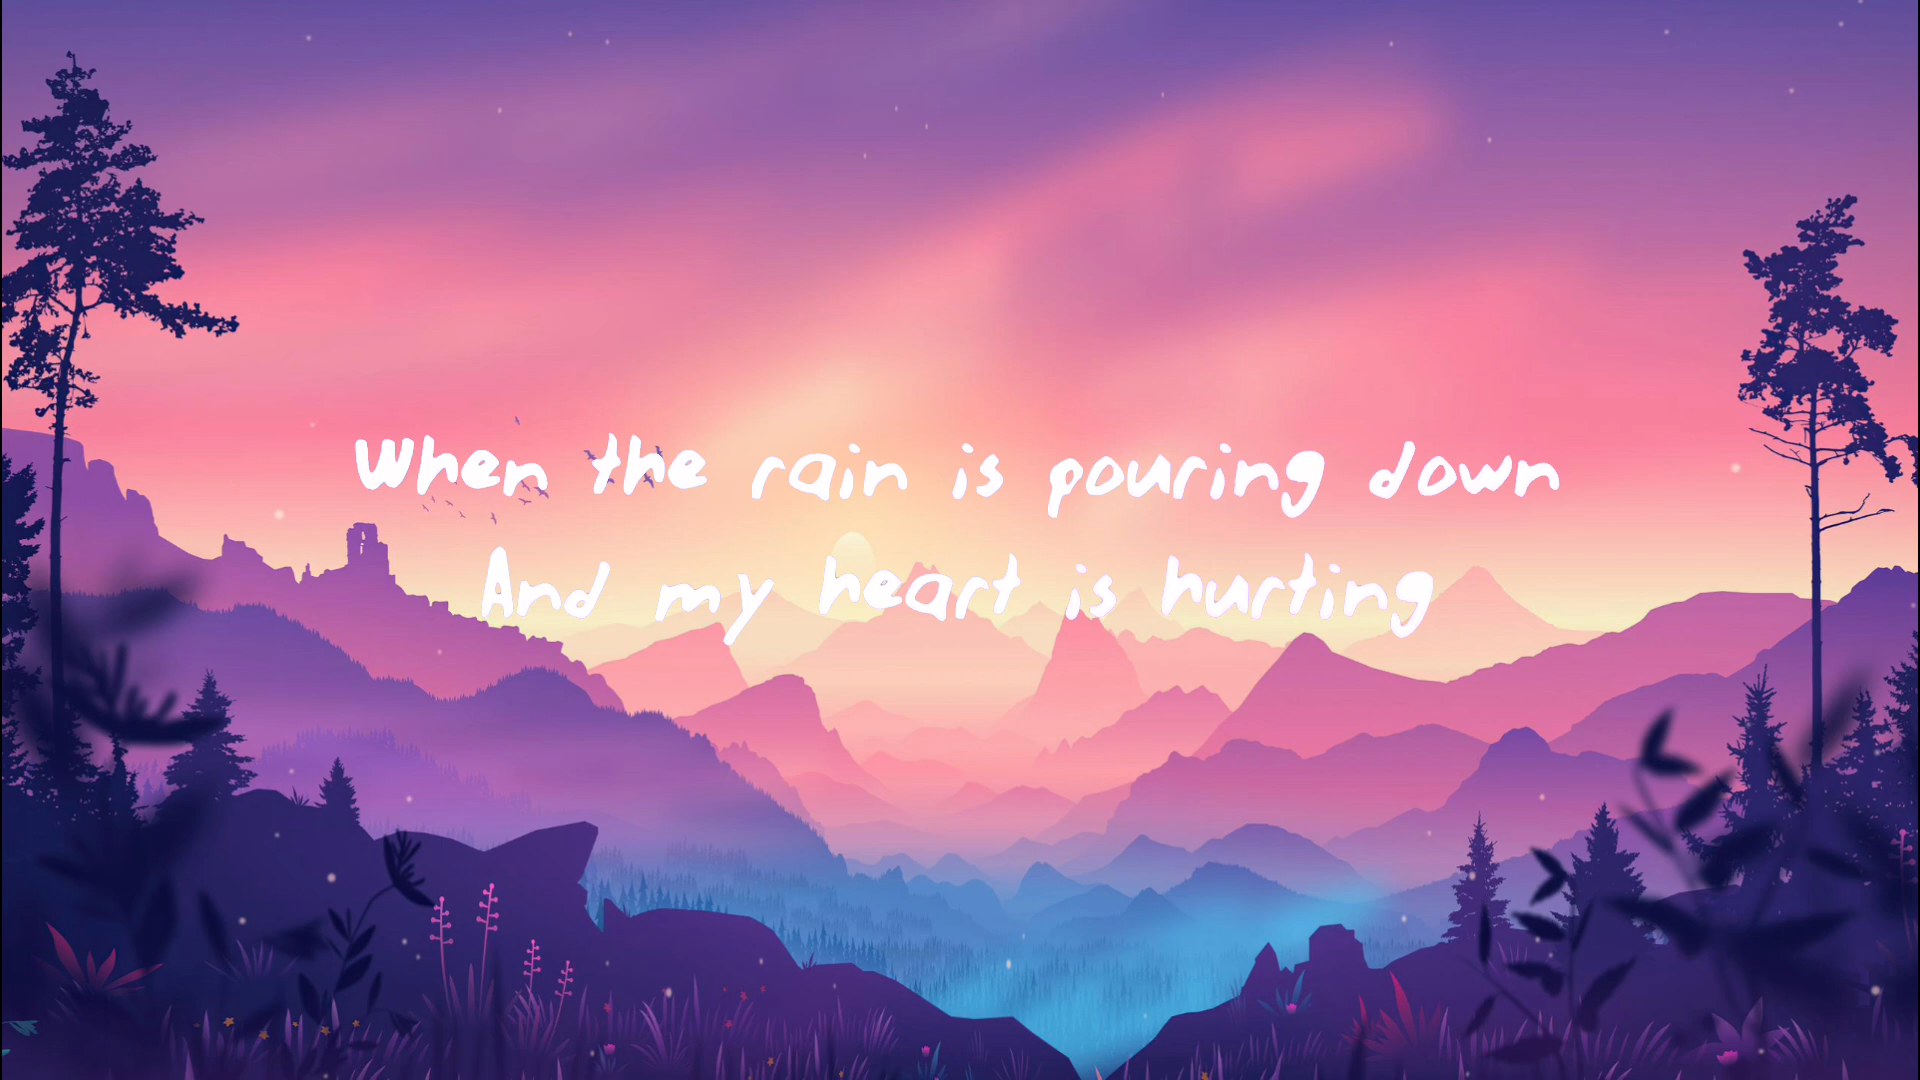 When the rain is pouring down
And my heart is hurting